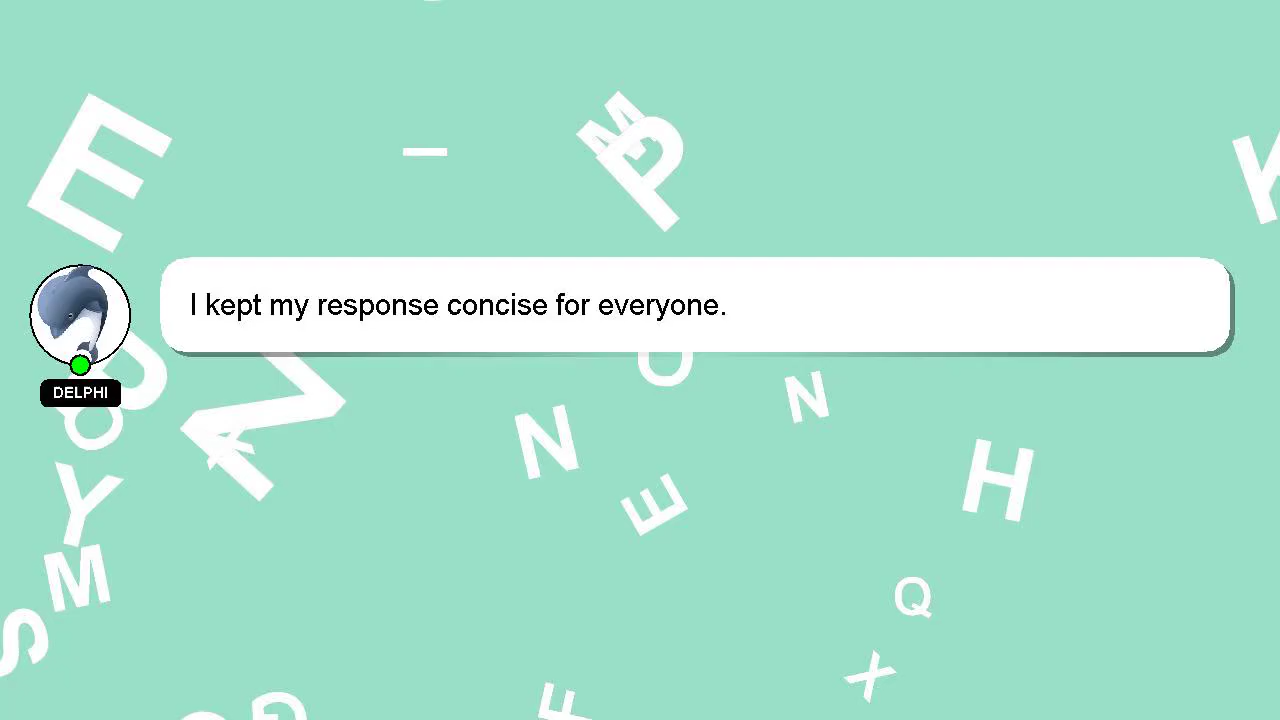 I kept my response concise for everyone.
DELPHI
E
M
P
K
N
O
N
N
H
E
Y
M
S
Q
X
G
F